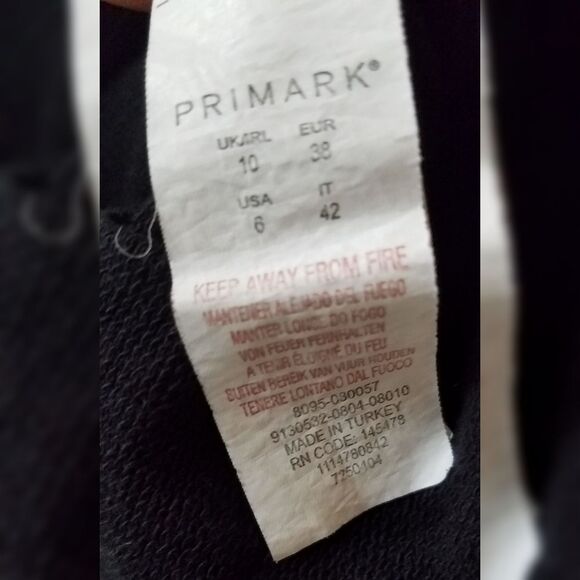 PRIMARK®
UK/IRL EUR
10 38
USA IT
6 42
KEEP AWAY FROM FIRE
MANTENER ALEJADO DEL FUEGO
MANTER LONGE DO FOGO
VON FEUER FERNHALTEN
A TENIR ÉLOIGNÉ DU FEU
BUITEN BEREIK VAN VUUR HOUDEN
TENERE LONTANO DAL FUOCO
8095-080057
9130532-0804-08010
MADE IN TURKEY
RN CODE: 145478
1114780842
7750104